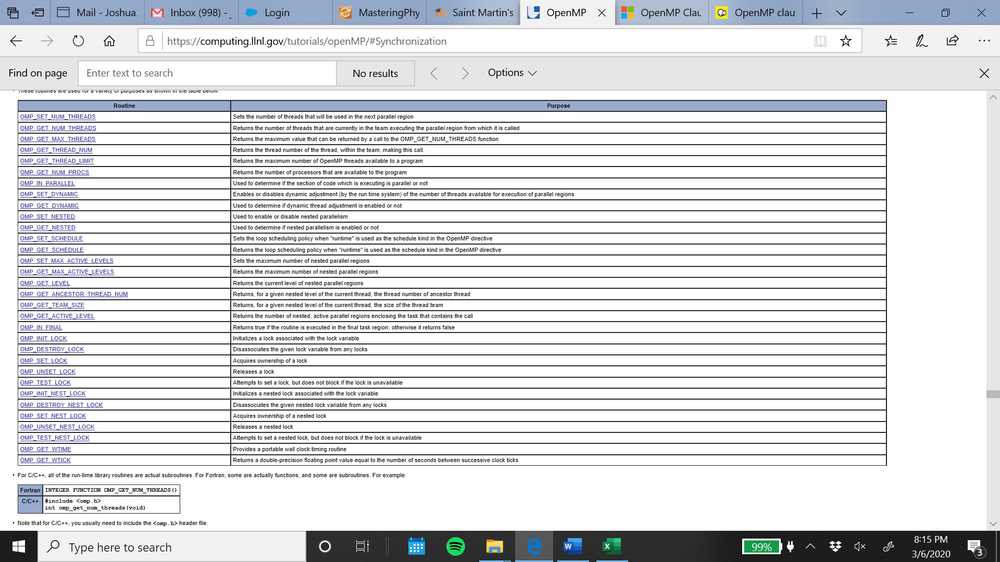 Mail - Joshua.
Inbox (998) -
Login
MasteringPhy
Saint Martin's
OpenMP
OpenMP Clau
OpenMP clau
https://computing.llnl.gov/tutorials/openMP/#Synchronization
Find on page
Enter text to search
No results
Options
• These routines are used for a variety of purposes as shown in the table below:
Routine Purpose
OMP_SET_NUM_THREADS Sets the number of threads that will be used in the next parallel region
OMP_GET_NUM_THREADS Returns the number of threads that are currently in the team executing the parallel region from which it is called
OMP_GET_MAX_THREADS Returns the maximum value that can be returned by a call to the OMP_GET_NUM_THREADS function
OMP_GET_THREAD_NUM Returns the thread number of the thread, within the team, making this call.
OMP_GET_THREAD_LIMIT Returns the maximum number of OpenMP threads available to a program
OMP_GET_NUM_PROCS Returns the number of processors that are available to the program
OMP_IN_PARALLEL Used to determine if the section of code which is executing is parallel or not
OMP_SET_DYNAMIC Enables or disables dynamic adjustment (by the run time system) of the number of threads available for execution of parallel regions
OMP_GET_DYNAMIC Used to determine if dynamic thread adjustment is enabled or not
OMP_SET_NESTED Used to enable or disable nested parallelism
OMP_GET_NESTED Used to determine if nested parallelism is enabled or not
OMP_SET_SCHEDULE Sets the loop scheduling policy when "runtime" is used as the schedule kind in the OpenMP directive
OMP_GET_SCHEDULE Returns the loop scheduling policy when "runtime" is used as the schedule kind in the OpenMP directive
OMP_SET_MAX_ACTIVE_LEVELS Sets the maximum number of nested parallel regions
OMP_GET_MAX_ACTIVE_LEVELS Returns the maximum number of nested parallel regions
OMP_GET_LEVEL Returns the current level of nested parallel regions
OMP_GET_ANCESTOR_THREAD_NUM Returns, for a given nested level of the current thread, the thread number of ancestor thread
OMP_GET_TEAM_SIZE Returns, for a given nested level of the current thread, the size of the thread team
OMP_GET_ACTIVE_LEVEL Returns the number of nested, active parallel regions enclosing the task that contains the call
OMP_IN_FINAL Returns true if the routine is executed in the final task region; otherwise it returns false
OMP_INIT_LOCK Initializes a lock associated with the lock variable
OMP_DESTROY_LOCK Disassociates the given lock variable from any locks
OMP_SET_LOCK Acquires ownership of a lock
OMP_UNSET_LOCK Releases a lock
OMP_TEST_LOCK Attempts to set a lock, but does not block if the lock is unavailable
OMP_INIT_NEST_LOCK Initializes a nested lock associated with the lock variable
OMP_DESTROY_NEST_LOCK Disassociates the given nested lock variable from any locks
OMP_SET_NEST_LOCK Acquires ownership of a nested lock
OMP_UNSET_NEST_LOCK Releases a nested lock
OMP_TEST_NEST_LOCK Attempts to set a nested lock, but does not block if the lock is unavailable
OMP_GET_WTIME Provides a portable wall clock timing routine
OMP_GET_WTICK Returns a double-precision floating point value equal to the number of seconds between successive clock ticks
• For C/C++, all of the run-time library routines are actual subroutines. For Fortran, some are actually functions, and some are subroutines. For example:
Fortran INTEGER FUNCTION OMP_GET_NUM_THREADS()
C/C++ #include <omp.h>
int omp_get_num_threads(void)
• Note that for C/C++, you usually need to include the <omp.h> header file.
Type here to search
99%
8:15 PM
3/6/2020
3